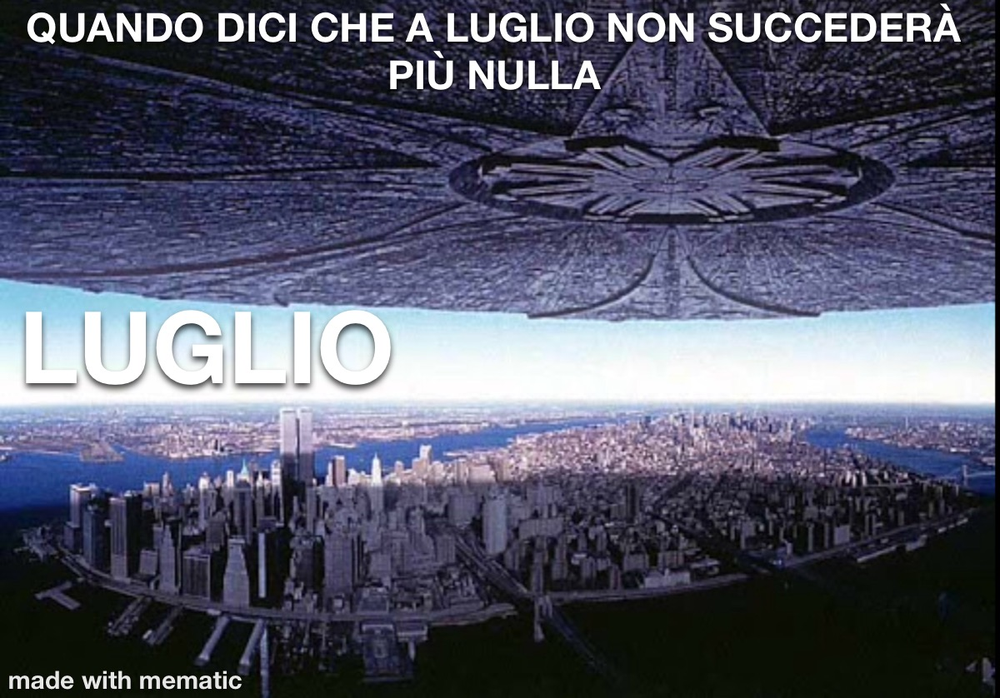 QUANDO DICI CHE A LUGLIO NON SUCCEDERÀ
PIÙ NULLA
LUGLIO
made with mematic